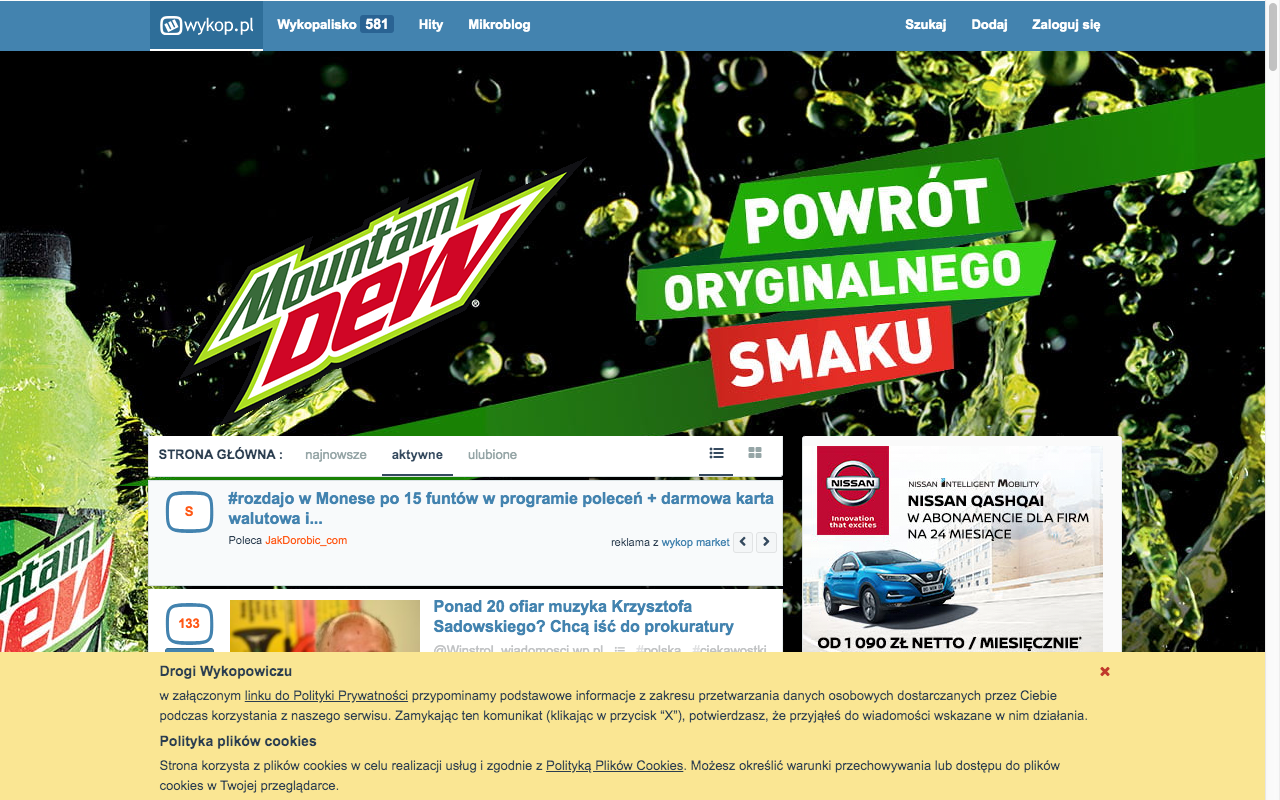 wykop.pl Wykopalisko 581 Hity Mikroblog Szukaj Dodaj Zaloguj się
Mountain
Dew®
POWRÓT
ORYGINALNEGO
SMAKU
STRONA GŁÓWNA : najnowsze aktywne ulubione
S
#rozdajo w Monese po 15 funtów w programie poleceń + darmowa karta
walutowa i...
Poleca JakDorobic_com
reklama z wykop market
133
Ponad 20 ofiar muzyka Krzysztofa
Sadowskiego? Chcą iść do prokuratury
@Winstrol_ wiadomosci.wp.pl #polska #ciekawostki
NISSAN
Innovation
that excites
NISSAN INTELLIGENT MOBILITY
NISSAN QASHQAI
W ABONAMENCIE DLA FIRM
NA 24 MIESIĄCE
OD 1 090 ZŁ NETTO / MIESIĘCZNIE*
ntain
Dew
Drogi Wykopowiczu
w załączonym linku do Polityki Prywatności przypominamy podstawowe informacje z zakresu przetwarzania danych osobowych dostarczanych przez Ciebie
podczas korzystania z naszego serwisu. Zamykając ten komunikat (klikając w przycisk “X”), potwierdzasz, że przyjąłeś do wiadomości wskazane w nim działania.
Polityka plików cookies
Strona korzysta z plików cookies w celu realizacji usług i zgodnie z Polityką Plików Cookies. Możesz określić warunki przechowywania lub dostępu do plików
cookies w Twojej przeglądarce.